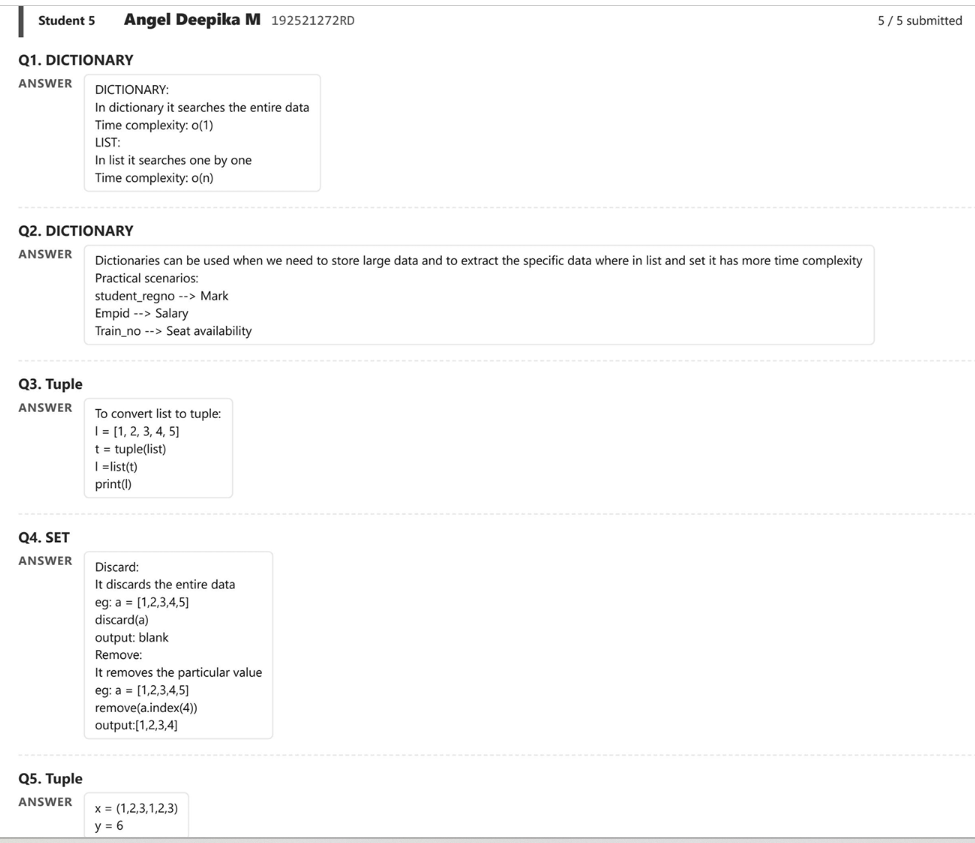 Student 5 Angel Deepika M 192521272RD 5 / 5 submitted
Q1. DICTIONARY
ANSWER
DICTIONARY:
In dictionary it searches the entire data
Time complexity: o(1)
LIST:
In list it searches one by one
Time complexity: o(n)
Q2. DICTIONARY
ANSWER
Dictionaries can be used when we need to store large data and to extract the specific data where in list and set it has more time complexity
Practical scenarios:
student_regno --> Mark
Empid --> Salary
Train_no --> Seat availability
Q3. Tuple
ANSWER
To convert list to tuple:
l = [1, 2, 3, 4, 5]
t = tuple(list)
l =list(t)
print(l)
Q4. SET
ANSWER
Discard:
It discards the entire data
eg: a = [1,2,3,4,5]
discard(a)
output: blank
Remove:
It removes the particular value
eg: a = [1,2,3,4,5]
remove(a.index(4))
output:[1,2,3,4]
Q5. Tuple
ANSWER
x = (1,2,3,1,2,3)
y = 6